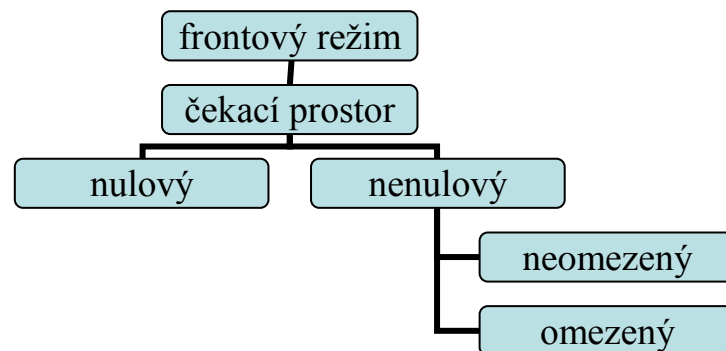 frontový režim
čekací prostor
nulový
nenulový
neomezený
omezený